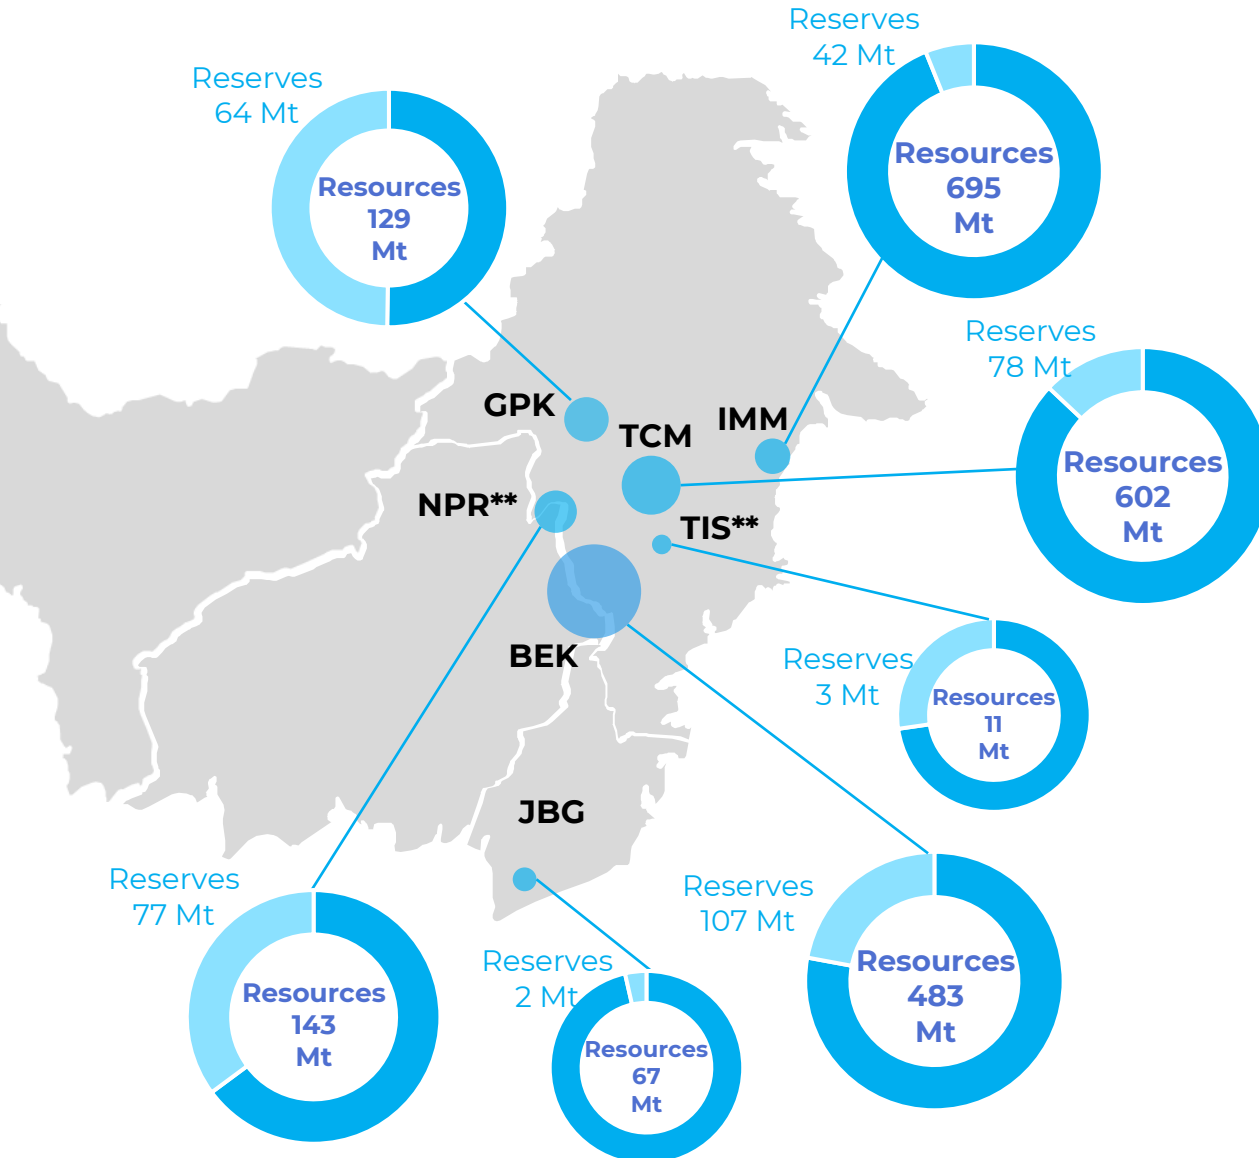 Reserves
42 Mt
Resources
695
Mt
Reserves
64 Mt
Resources
129
Mt
Reserves
78 Mt
Resources
602
Mt
GPK
TCM
IMM
NPR**
TIS**
BEK
JBG
Reserves
3 Mt
Resources
11
Mt
Reserves
77 Mt
Resources
143
Mt
Reserves
2 Mt
Resources
67
Mt
Reserves
107 Mt
Resources
483
Mt